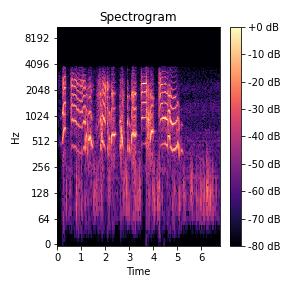 Spectrogram
8192
4096
2048
1024
512
256
128
64
0
Hz
0 1 2 3 4 5 6
Time
+0 dB
-10 dB
-20 dB
-30 dB
-40 dB
-50 dB
-60 dB
-70 dB
-80 dB